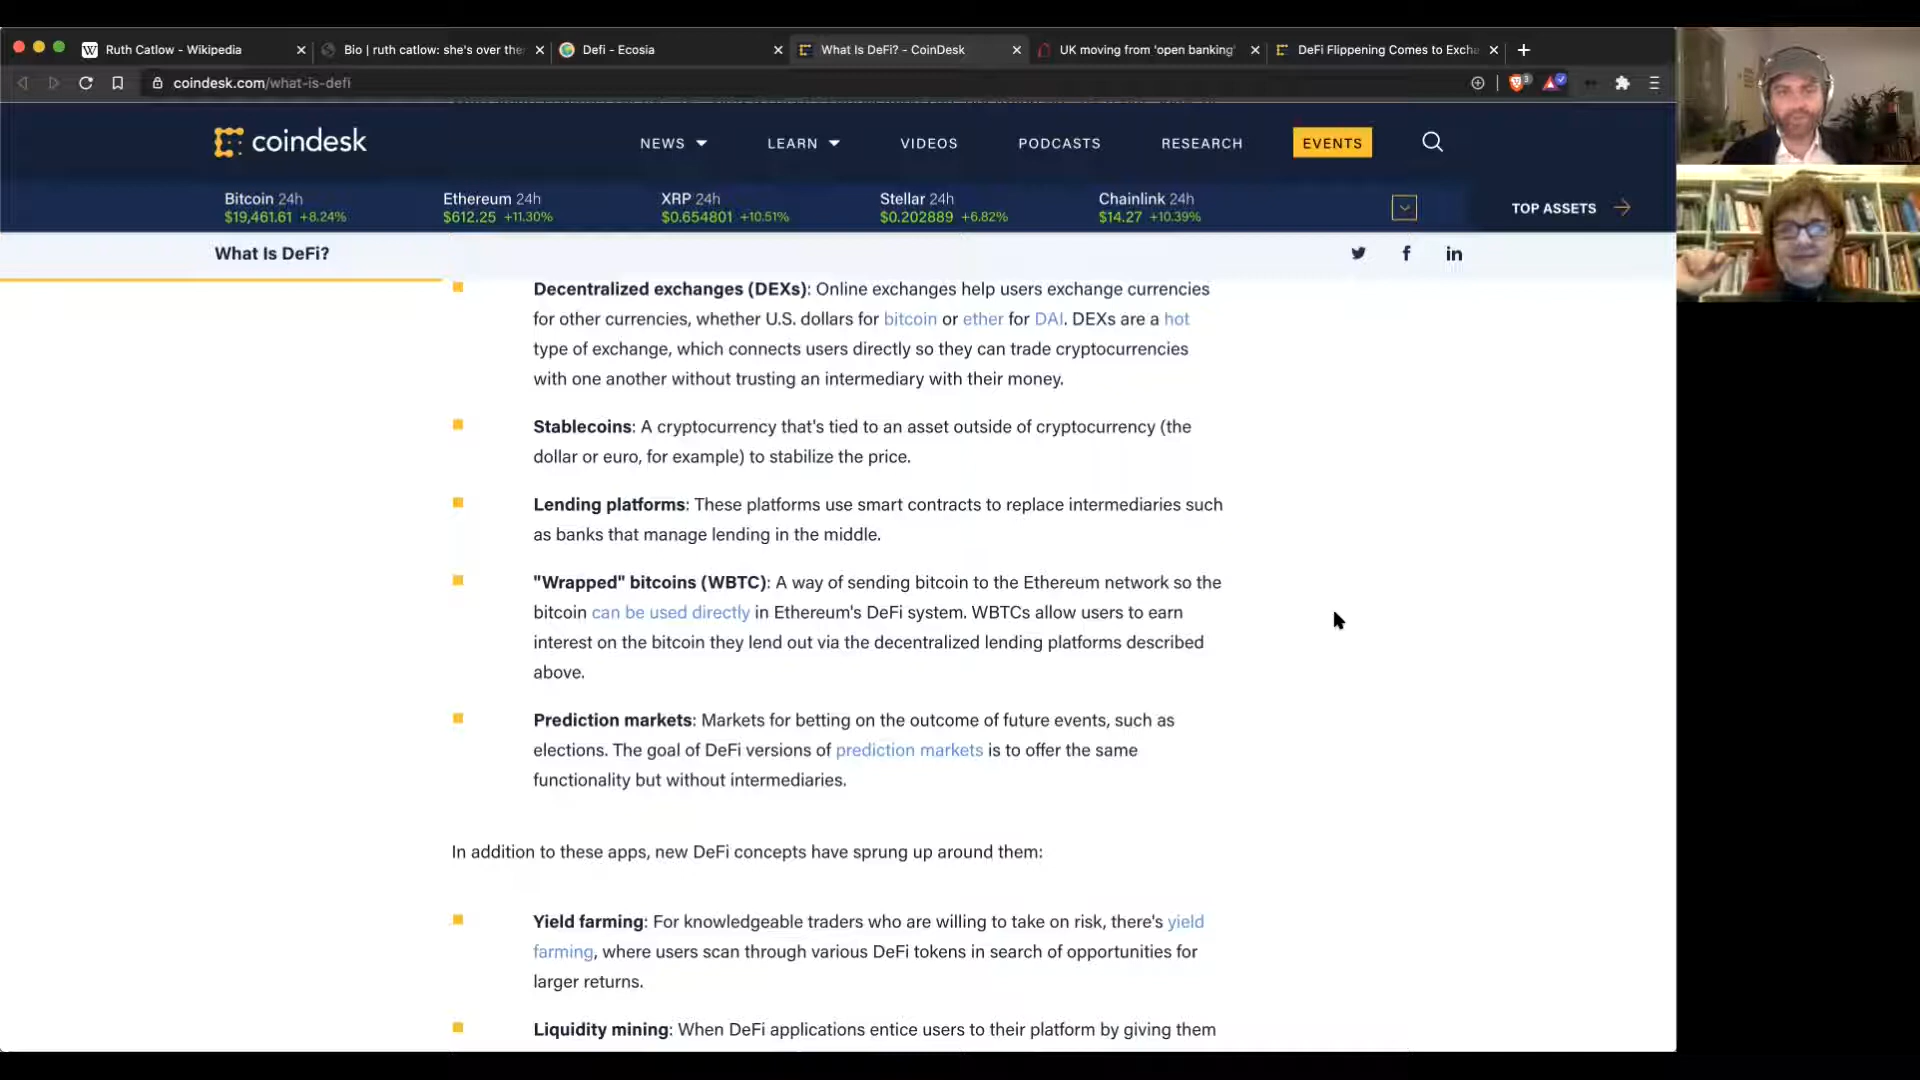 Ruth Catlow - Wikipedia
Bio | ruth catlow: she's over the
Defi - Ecosia
What Is DeFi? - CoinDesk
UK moving from 'open banking'
DeFi Flippening Comes to Excha
coindesk.com/what-is-defi
coindesk
NEWS
LEARN
VIDEOS
PODCASTS
RESEARCH
EVENTS
Bitcoin 24h
$19,461.61 +8.24%
Ethereum 24h
$612.25 +11.30%
XRP 24h
$0.654801 +10.51%
Stellar 24h
$0.202889 +6.82%
Chainlink 24h
$14.27 +10.39%
TOP ASSETS
What Is DeFi?
Decentralized exchanges (DEXs): Online exchanges help users exchange currencies
for other currencies, whether U.S. dollars for bitcoin or ether for DAI. DEXs are a hot
type of exchange, which connects users directly so they can trade cryptocurrencies
with one another without trusting an intermediary with their money.
Stablecoins: A cryptocurrency that's tied to an asset outside of cryptocurrency (the
dollar or euro, for example) to stabilize the price.
Lending platforms: These platforms use smart contracts to replace intermediaries such
as banks that manage lending in the middle.
"Wrapped" bitcoins (WBTC): A way of sending bitcoin to the Ethereum network so the
bitcoin can be used directly in Ethereum's DeFi system. WBTCs allow users to earn
interest on the bitcoin they lend out via the decentralized lending platforms described
above.
Prediction markets: Markets for betting on the outcome of future events, such as
elections. The goal of DeFi versions of prediction markets is to offer the same
functionality but without intermediaries.
In addition to these apps, new DeFi concepts have sprung up around them:
Yield farming: For knowledgeable traders who are willing to take on risk, there's yield
farming, where users scan through various DeFi tokens in search of opportunities for
larger returns.
Liquidity mining: When DeFi applications entice users to their platform by giving them